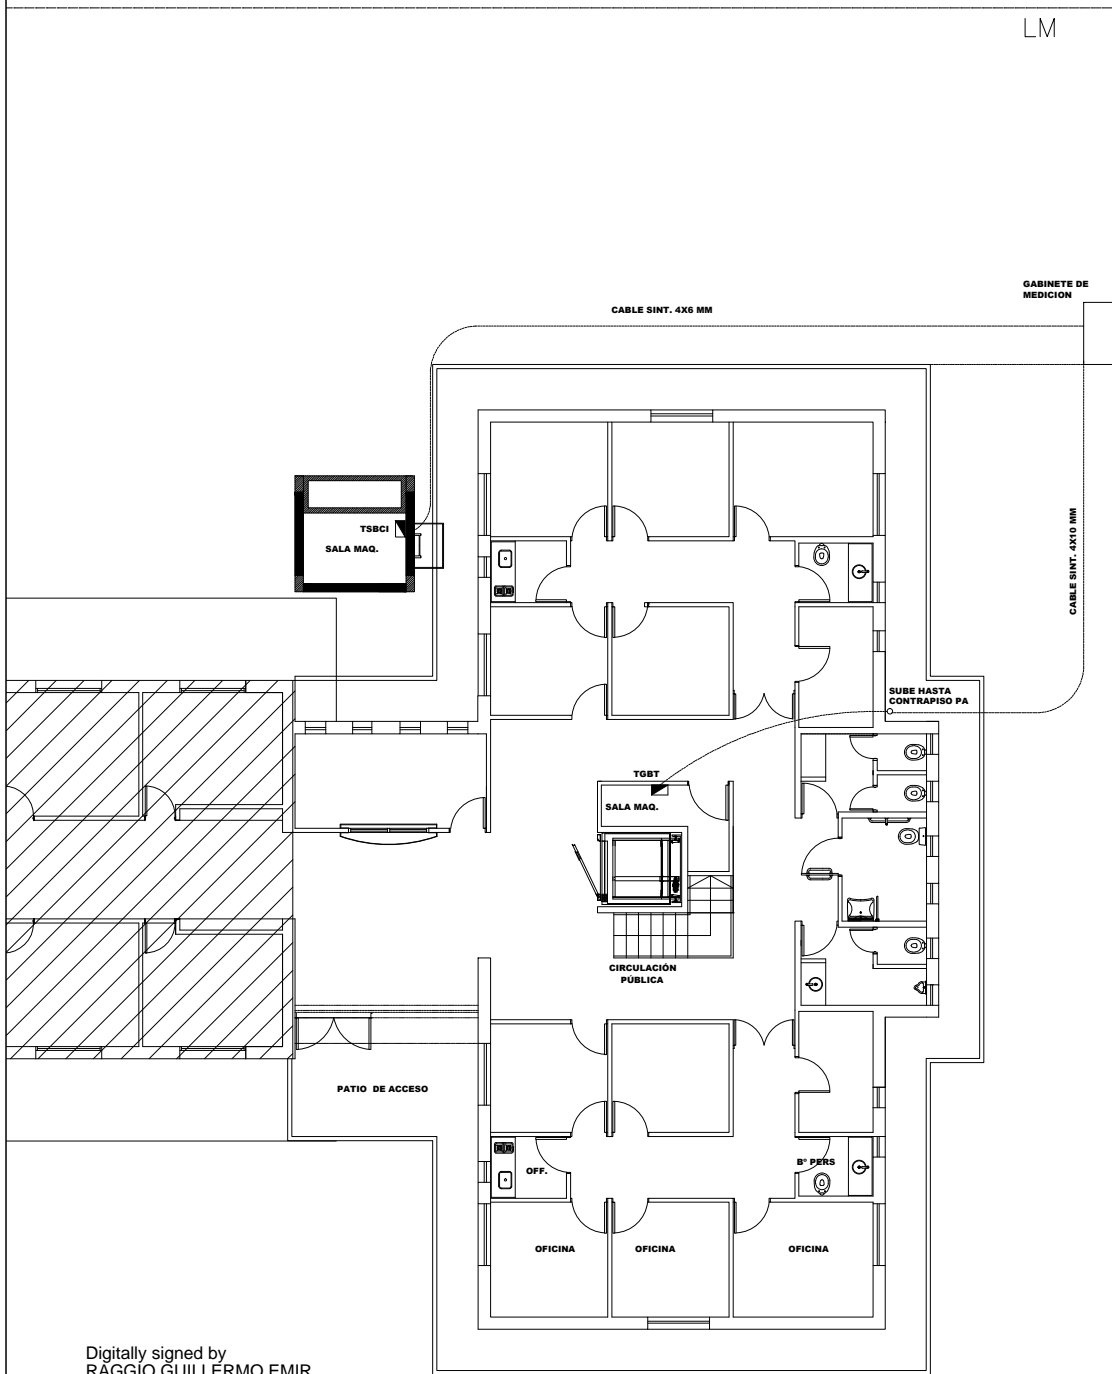 LM
GABINETE DE
MEDICION
CABLE SINT. 4X6 MM
TSBCI
SALA MAQ.
CABLE SINT. 4X10 MM
SUBE HASTA
CONTRAPISO PA
TGBT
SALA MAQ.
CIRCULACIÓN
PÚBLICA
PATIO DE ACCESO
OFF.
Bº PERS
OFICINA
OFICINA
OFICINA
Digitally signed by
RAGGIO GUILLERMO EMIR